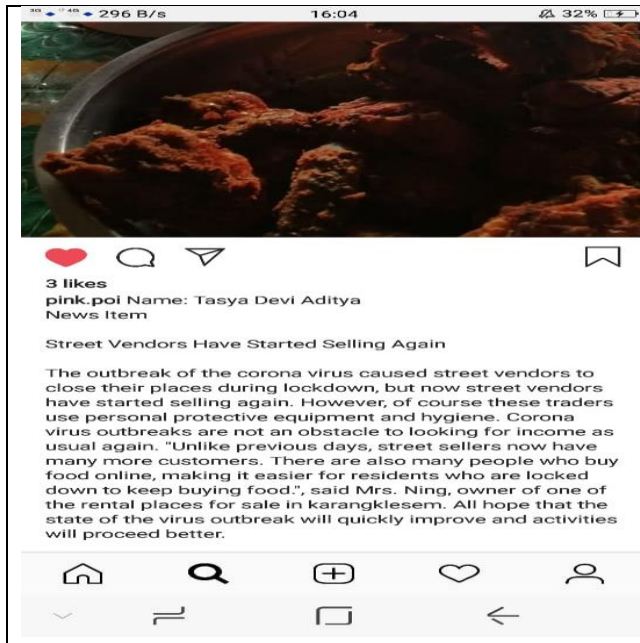 3G 4G 296 B/s 16:04 32%
3 likes
pink.poi Name: Tasya Devi Aditya
News Item
Street Vendors Have Started Selling Again
The outbreak of the corona virus caused street vendors to
close their places during lockdown, but now street vendors
have started selling again. However, of course these traders
use personal protective equipment and hygiene. Corona
virus outbreaks are not an obstacle to looking for income as
usual again. "Unlike previous days, street sellers now have
many more customers. There are also many people who buy
food online, making it easier for residents who are locked
down to keep buying food.", said Mrs. Ning, owner of one of
the rental places for sale in karangklesem. All hope that the
state of the virus outbreak will quickly improve and activities
will proceed better.